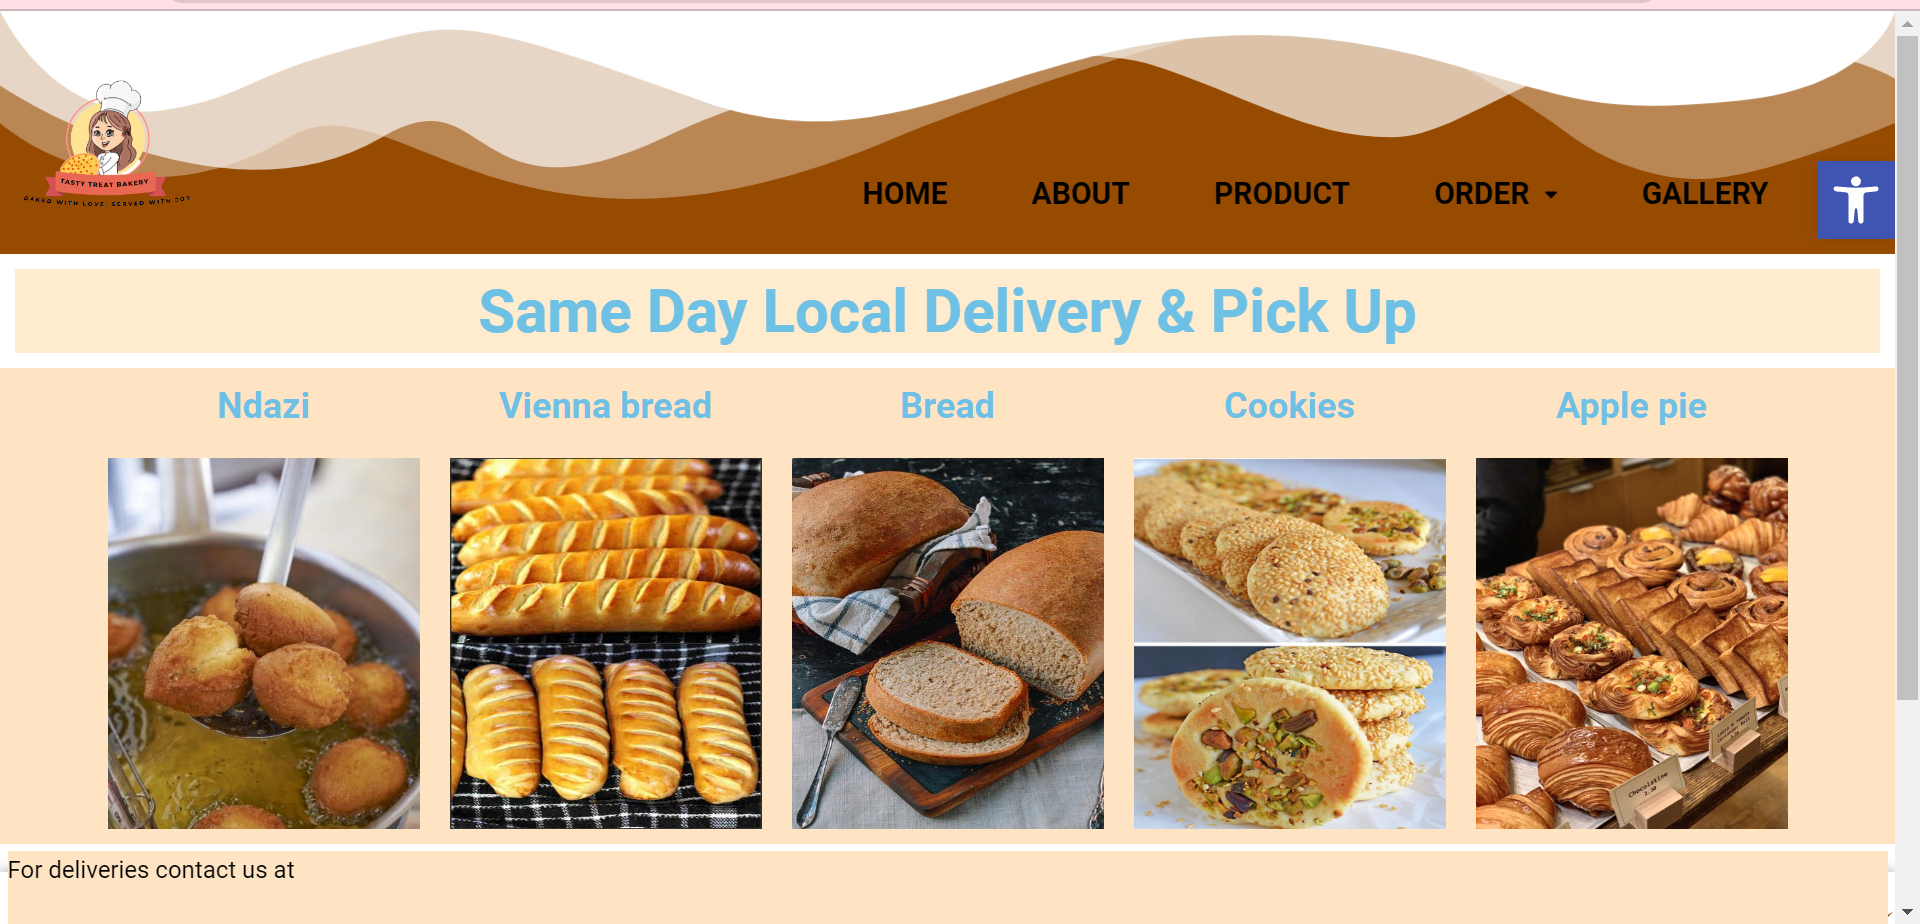 TASTY TREAT BAKERY
BAKED WITH LOVE, SERVED WITH JOY
HOME ABOUT PRODUCT ORDER GALLERY
Same Day Local Delivery & Pick Up
Ndazi Vienna bread Bread Cookies Apple pie
Chocolatine
For deliveries contact us at